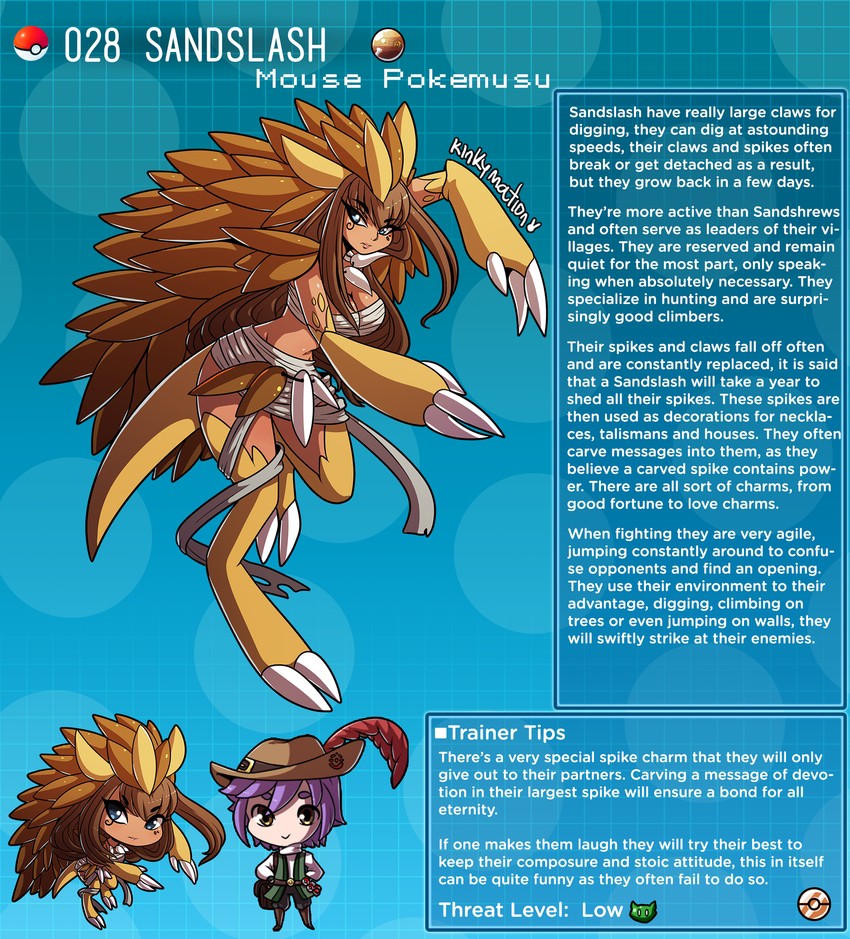 028 SANDSLASH
Mouse Pokemusu
kinkymation
Sandslash have really large claws for
digging, they can dig at astounding
speeds, their claws and spikes often
break or get detached as a result,
but they grow back in a few days.
They're more active than Sandshrews
and often serve as leaders of their vi-
llages. They are reserved and remain
quiet for the most part, only speak-
ing when absolutely necessary. They
specialize in hunting and are surpri-
singly good climbers.
Their spikes and claws fall off often
and are constantly replaced, it is said
that a Sandslash will take a year to
shed all their spikes. These spikes are
then used as decorations for neckla-
ces, talismans and houses. They often
carve messages into them, as they
believe a carved spike contains pow-
er. There are all sort of charms, from
good fortune to love charms.
When fighting they are very agile,
jumping constantly around to confu-
se opponents and find an opening.
They use their environment to their
advantage, digging, climbing on
trees or even jumping on walls, they
will swiftly strike at their enemies.
Trainer Tips
There's a very special spike charm that they will only
give out to their partners. Carving a message of devo-
tion in their largest spike will ensure a bond for all
eternity.
If one makes them laugh they will try their best to
keep their composure and stoic attitude, this in itself
can be quite funny as they often fail to do so.
Threat Level: Low